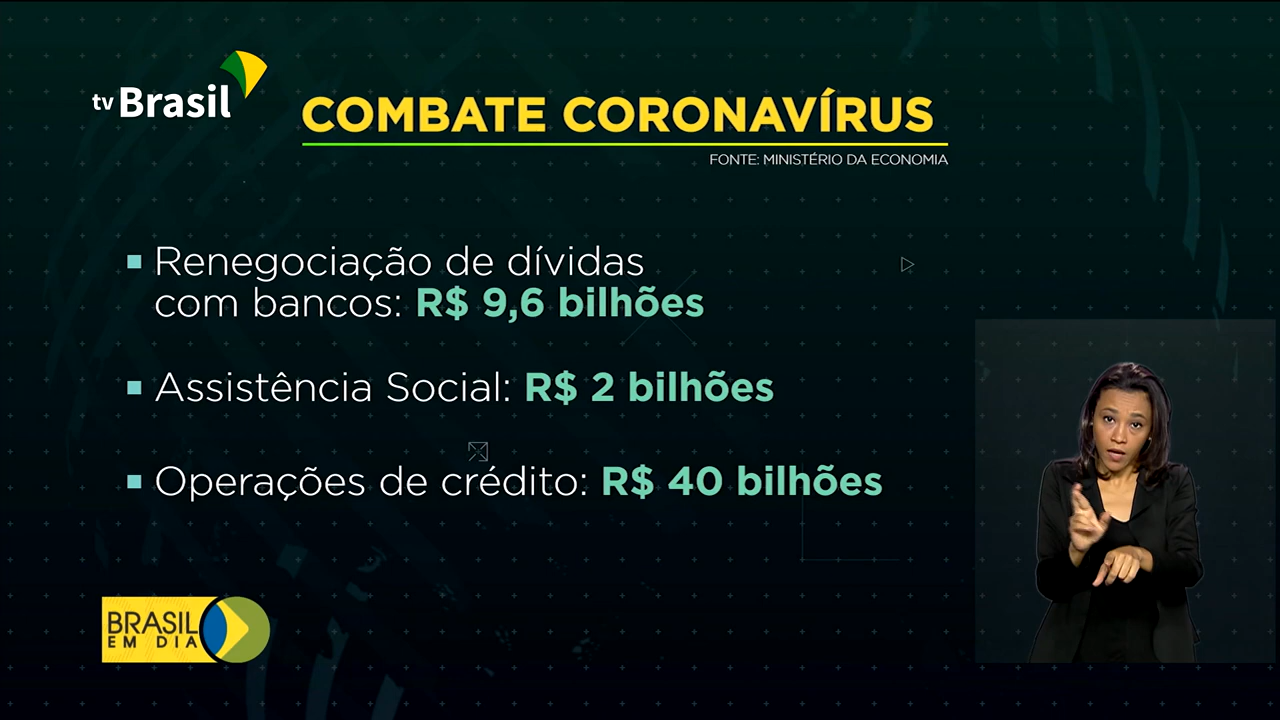 tv Brasil
COMBATE CORONAVÍRUS
FONTE: MINISTÉRIO DA ECONOMIA
Renegociação de dívidas
com bancos: R$ 9,6 bilhões
Assistência Social: R$ 2 bilhões
Operações de crédito: R$ 40 bilhões
BRASIL
EM DIA